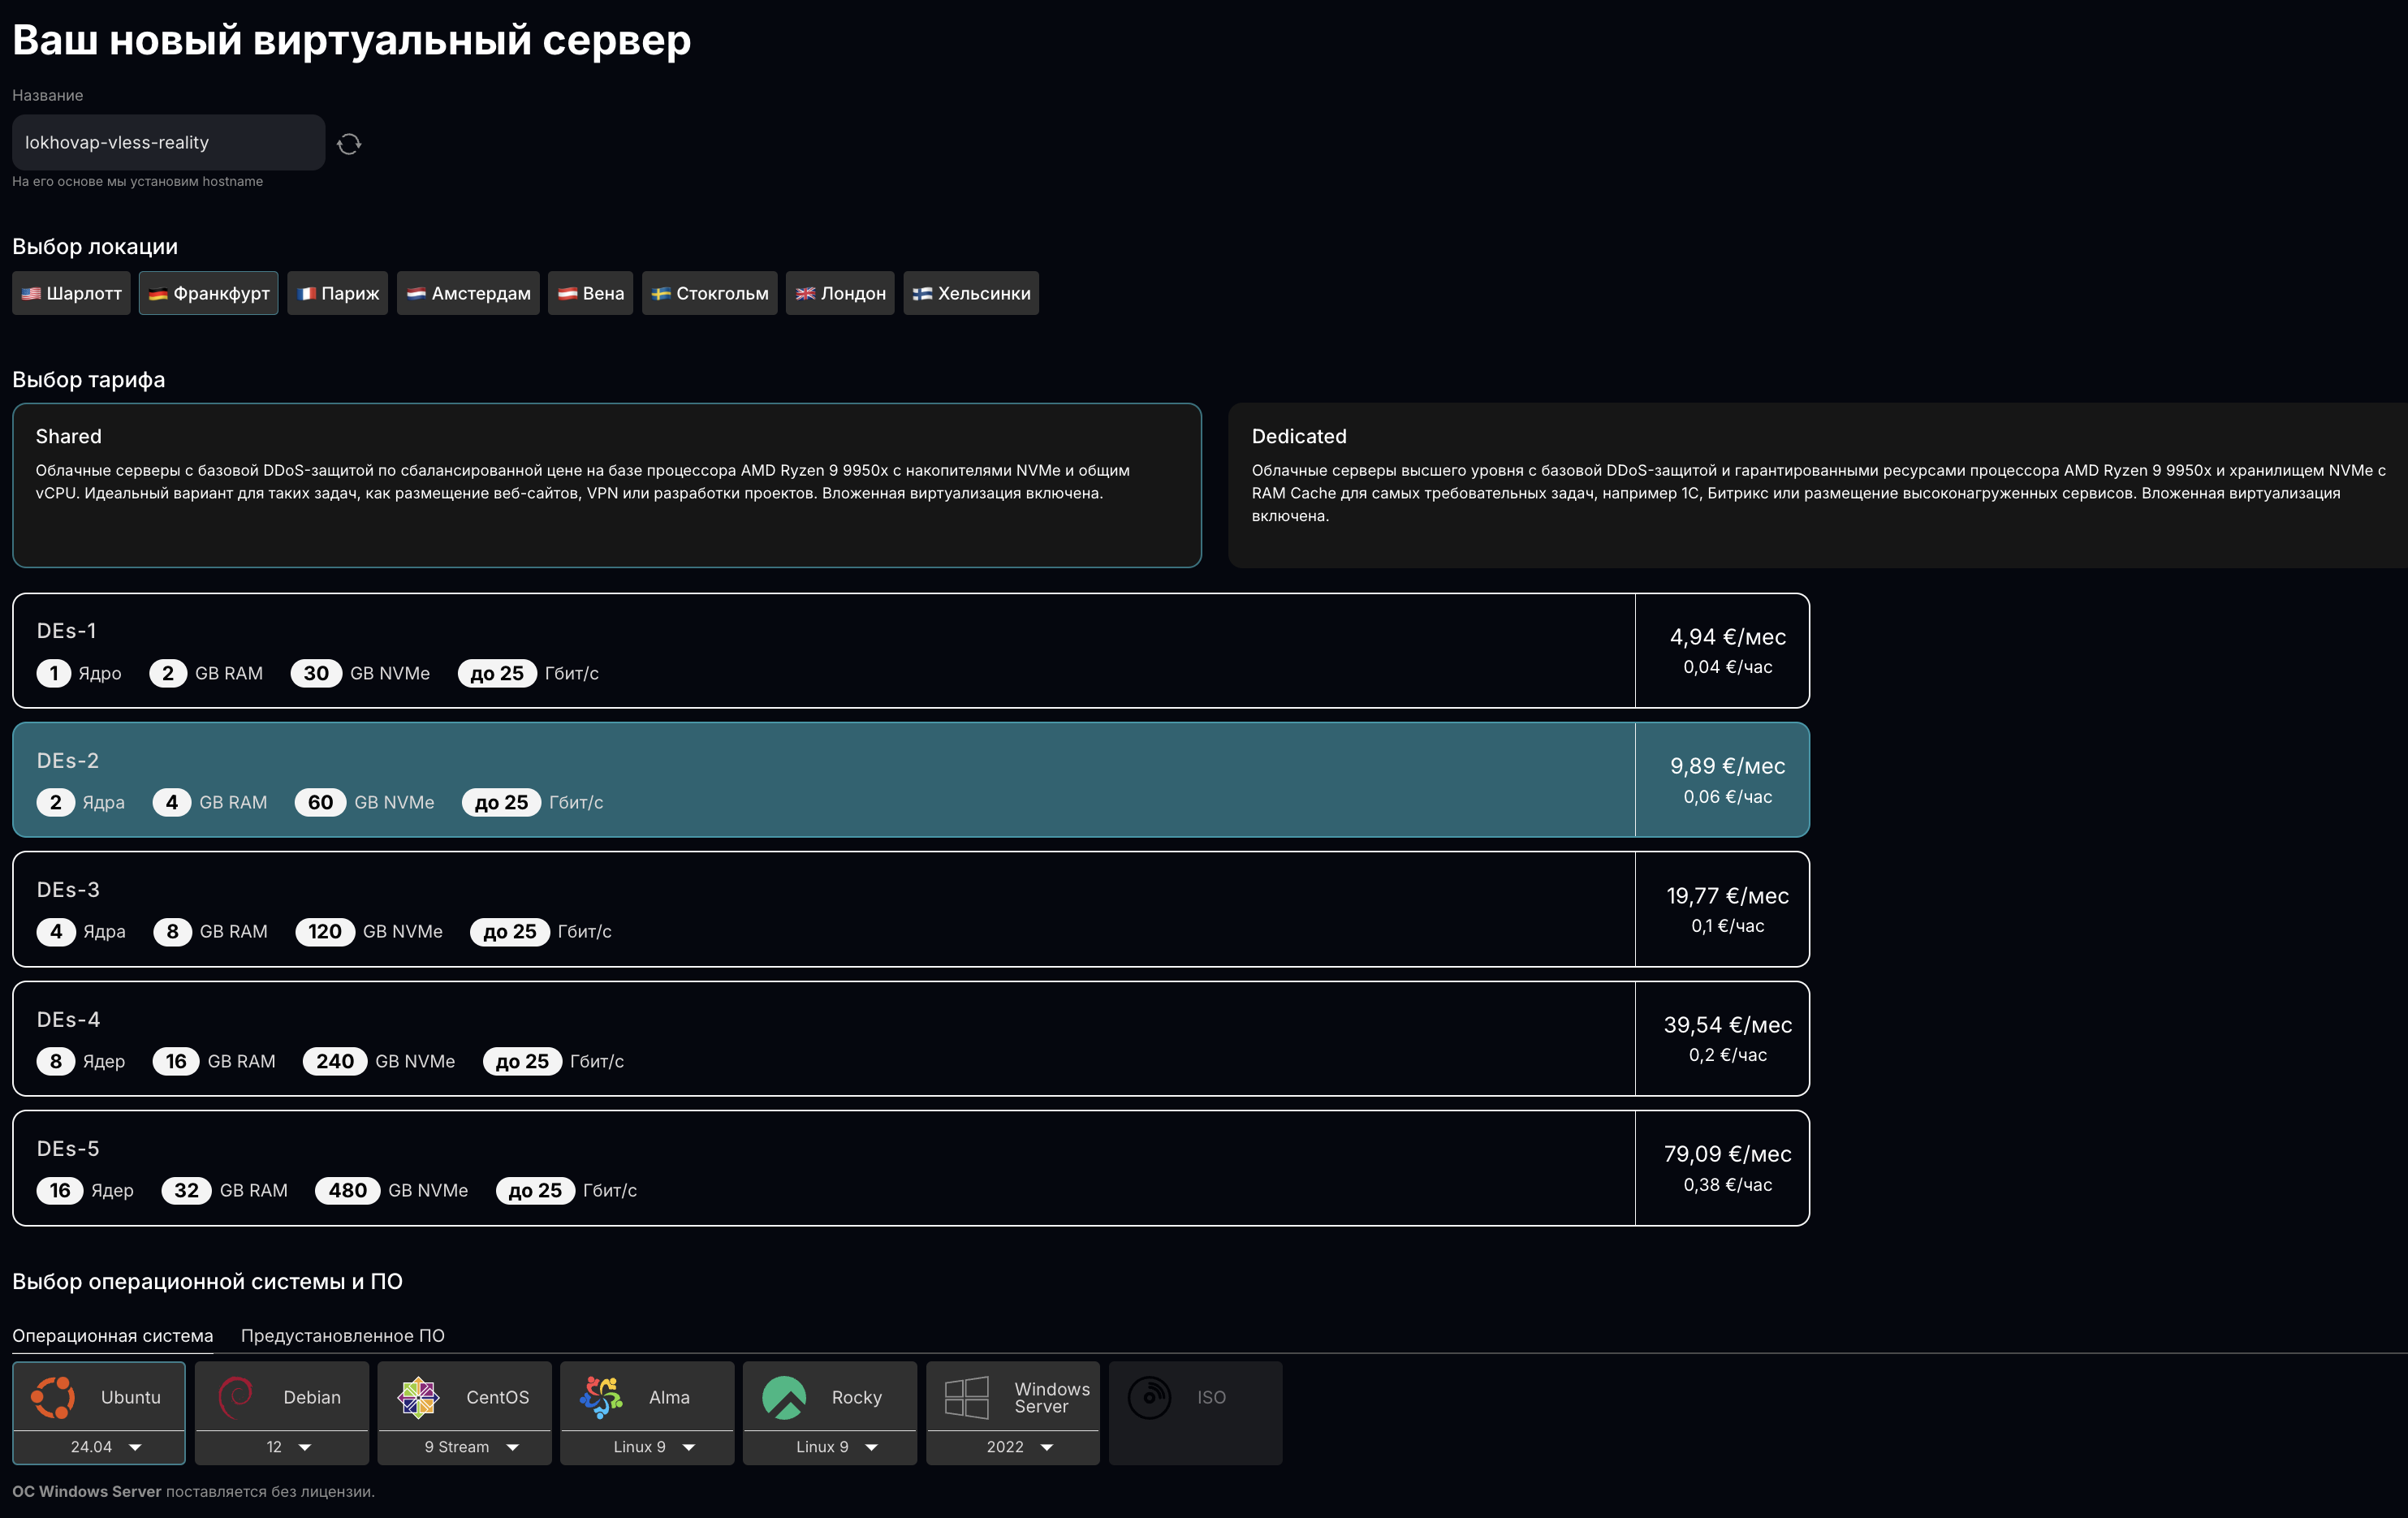 Ваш новый виртуальный сервер
Название
lokhovap-vless-reality
На его основе мы установим hostname
Выбор локации
Шарлотт Франкфурт Париж Амстердам Вена Стокгольм Лондон Хельсинки
Выбор тарифа
Shared
Облачные серверы с базовой DDoS-защитой по сбалансированной цене на базе процессора AMD Ryzen 9 9950x с накопителями NVMe и общим
vCPU. Идеальный вариант для таких задач, как размещение веб-сайтов, VPN или разработки проектов. Вложенная виртуализация включена.
Dedicated
Облачные серверы высшего уровня с базовой DDoS-защитой и гарантированными ресурсами процессора AMD Ryzen 9 9950x и хранилищем NVMe с
RAM Cache для самых требовательных задач, например 1С, Битрикс или размещение высоконагруженных сервисов. Вложенная виртуализация
включена.
DEs-1
1 Ядро 2 GB RAM 30 GB NVMe до 25 Гбит/с
4,94 €/мес
0,04 €/час
DEs-2
2 Ядра 4 GB RAM 60 GB NVMe до 25 Гбит/с
9,89 €/мес
0,06 €/час
DEs-3
4 Ядра 8 GB RAM 120 GB NVMe до 25 Гбит/с
19,77 €/мес
0,1 €/час
DEs-4
8 Ядер 16 GB RAM 240 GB NVMe до 25 Гбит/с
39,54 €/мес
0,2 €/час
DEs-5
16 Ядер 32 GB RAM 480 GB NVMe до 25 Гбит/с
79,09 €/мес
0,38 €/час
Выбор операционной системы и ПО
Операционная система Предустановленное ПО
Ubuntu
24.04
Debian
12
CentOS
9 Stream
Alma
Linux 9
Rocky
Linux 9
Windows
Server
2022
ISO
ОС Windows Server поставляется без лицензии.